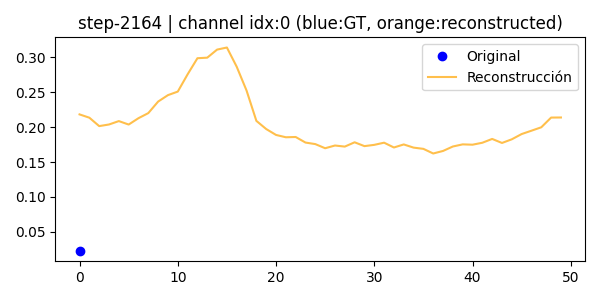 step-2164 | channel idx:0 (blue:GT, orange:reconstructed)
Original
Reconstrucción
0.30
0.25
0.20
0.15
0.10
0.05
0 10 20 30 40 50